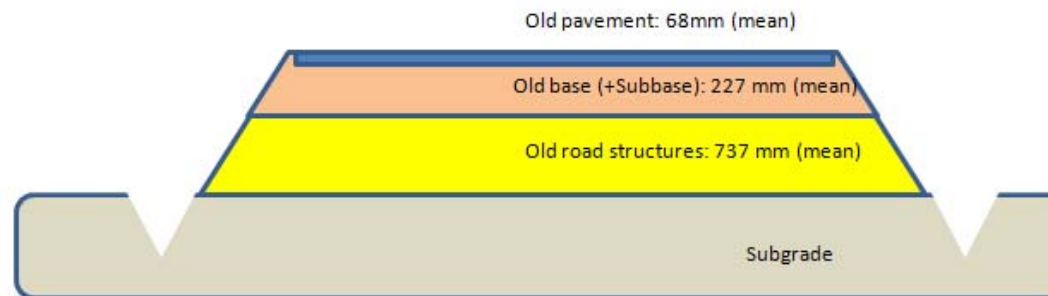 Old pavement: 68mm (mean)
Old base (+Subbase): 227 mm (mean)
Old road structures: 737 mm (mean)
Subgrade